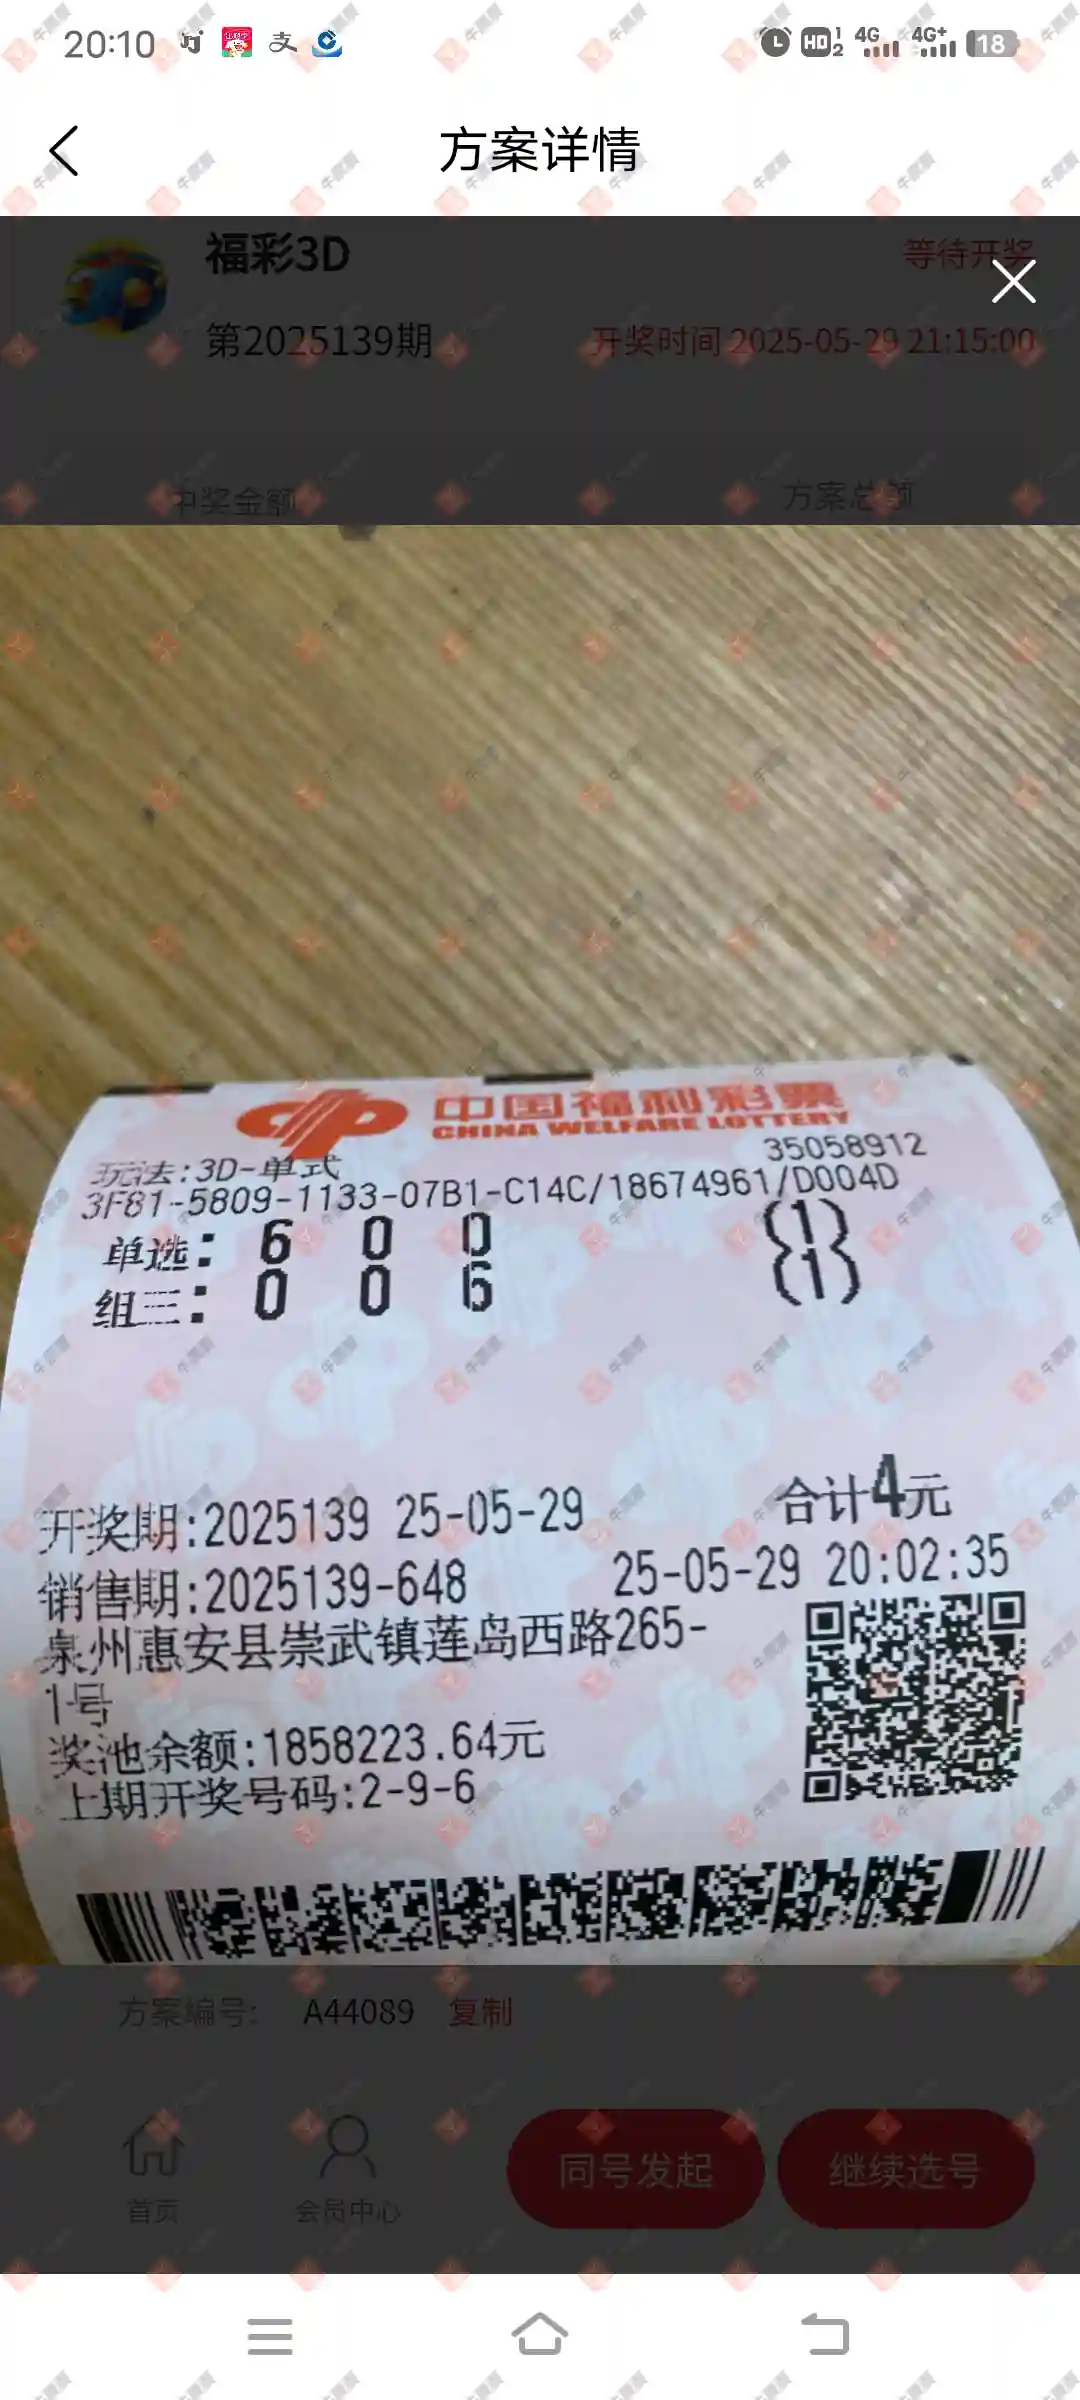 20:10
HD 1 2 4G 4G+ 18
方案详情
福彩3D
等待开奖
第2025139期
开奖时间 2025-05-29 21:15:00
中奖金额
方案总额
中国福利彩票
CHINA WELFARE LOTTERY
35058912
玩法:3D-单式
3F81-5809-1133-07B1-C14C/18674961/D004D
单选: 6 0 0 {1}
组三: 0 0 6 {1}
合计4元
开奖期:2025139 25-05-29
销售期:2025139-648 25-05-29 20:02:35
泉州惠安县崇武镇莲岛西路265-
1号
奖池余额:1858223.64元
上期开奖号码:2-9-6
方案编号: A44089 复制
首页
会员中心
同号发起
继续选号